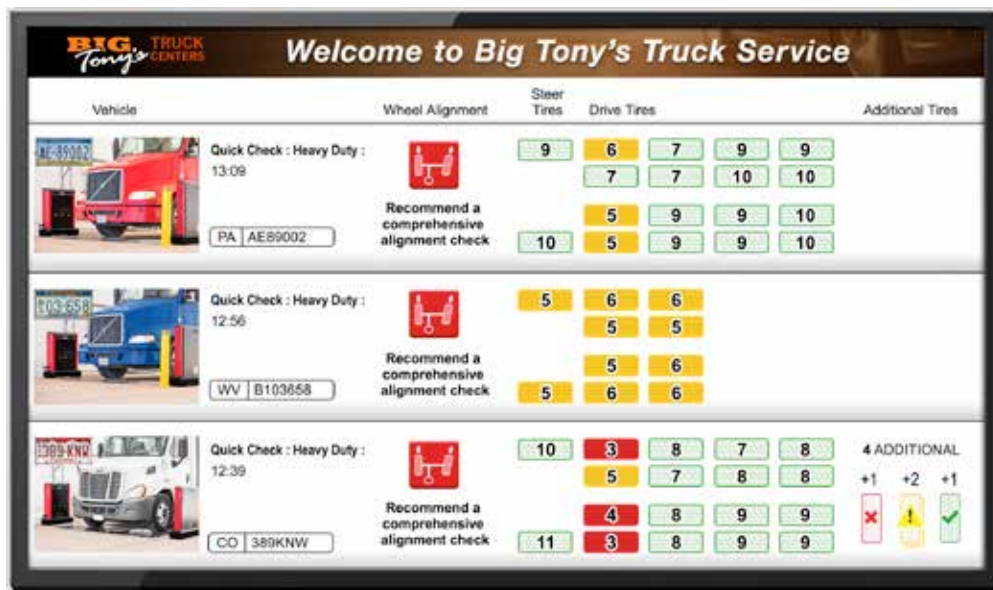 BIG Tony's TRUCK CENTERS
Welcome to Big Tony's Truck Service
Vehicle
Wheel Alignment
Steer Tires
Drive Tires
Additional Tires
AE-89002
Quick Check : Heavy Duty :
13:09
PA AE89002
Recommend a
comprehensive
alignment check
9 6 7 9 9
7 7 10 10
5 9 9 10
10 5 9 9 10
103-658
Quick Check : Heavy Duty :
12:56
WV B103658
Recommend a
comprehensive
alignment check
5 6 6
5 5
5 6
5 6 6
389-KNW
Quick Check : Heavy Duty :
12:39
CO 389KNW
Recommend a
comprehensive
alignment check
10 3 8 7 8
5 7 8 8
4 8 9 9
11 3 8 9 9
4 ADDITIONAL
+1 +2 +1